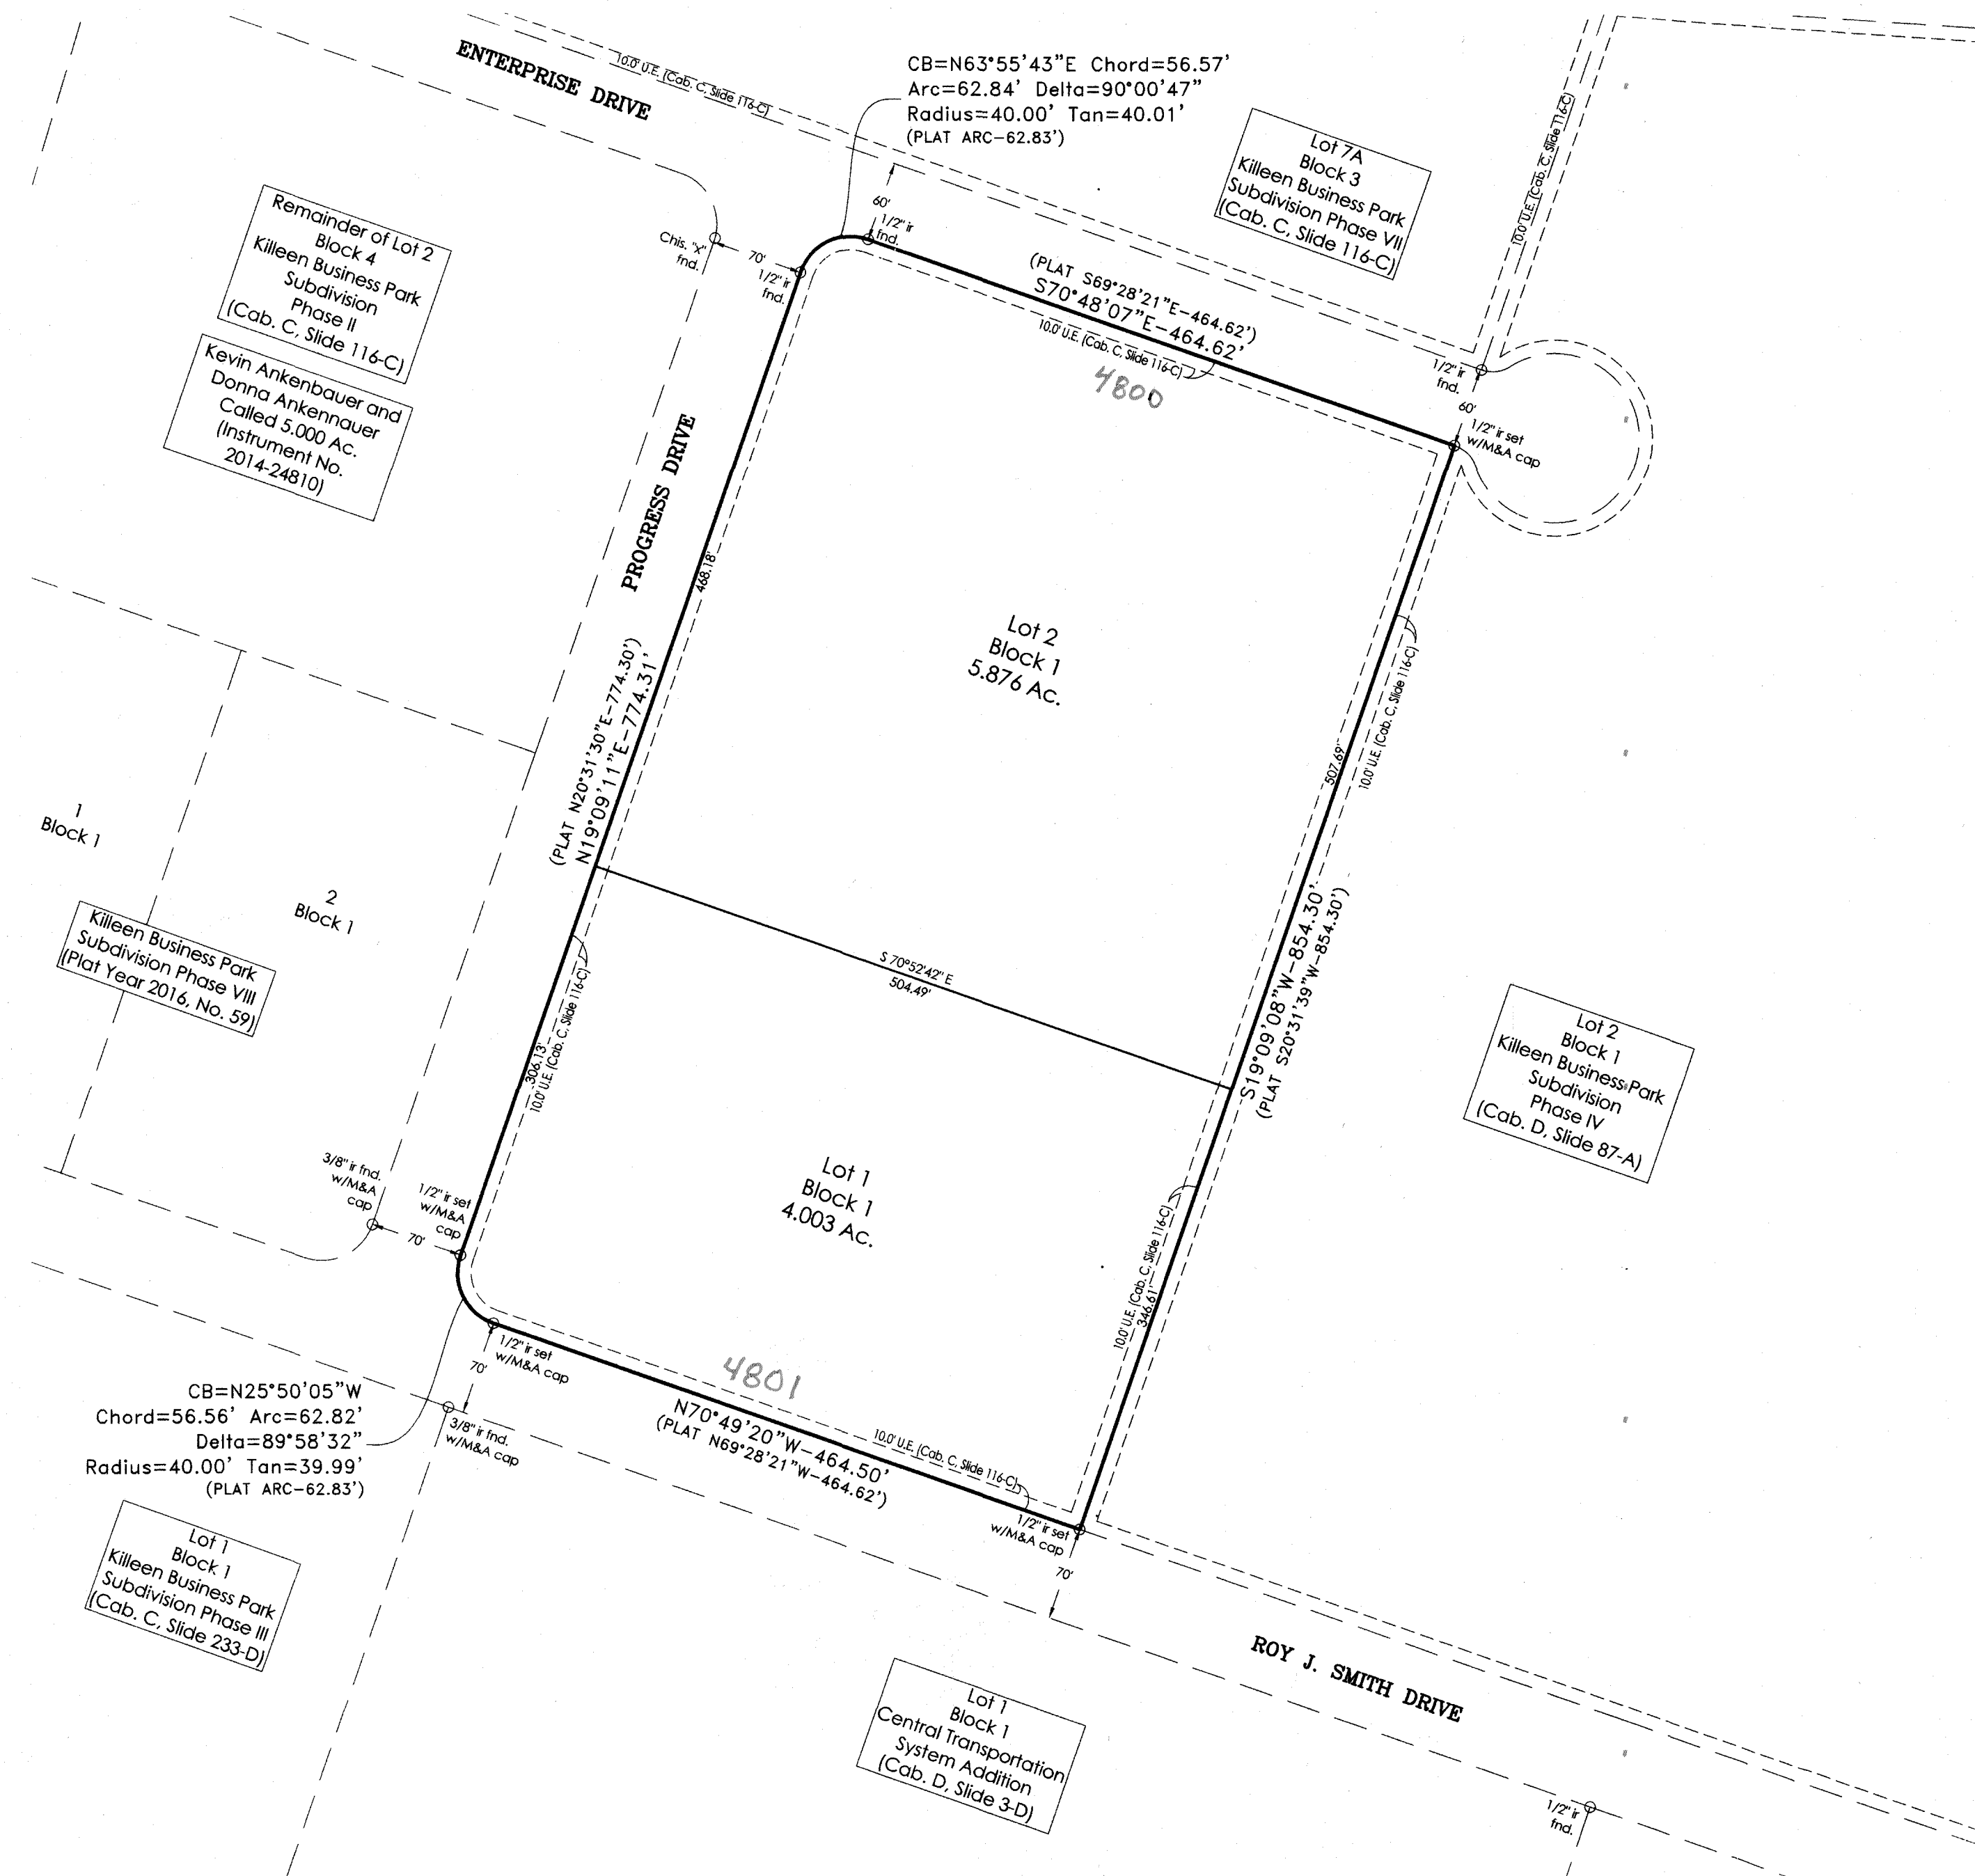 ENTERPRISE DRIVE
10.0' U.E. (Cab. C, Slide 116-C)
CB=N63°55'43"E Chord=56.57'
Arc=62.84' Delta=90°00'47"
Radius=40.00' Tan=40.01'
(PLAT ARC-62.83')
Lot 7A
Block 3
Killeen Business Park
Subdivision Phase VII
(Cab. C, Slide 116-C)
10.0' U.E. (Cab. C, Slide 116-C)
Remainder of Lot 2
Block 4
Killeen Business Park
Subdivision
Phase II
(Cab. C, Slide 116-C)
Kevin Ankenbauer and
Donna Ankennauer
Called 5.000 Ac.
(Instrument No.
2014-24810)
Chis. "x"
fnd.
70'
1/2" ir
fnd.
60'
1/2" ir
fnd.
(PLAT S69°28'21"E-464.62')
S70°48'07"E-464.62'
10.0' U.E. (Cab. C, Slide 116-C)
4800
1/2" ir
fnd.
60'
1/2" ir set
w/M&A cap
PROGRESS DRIVE
468.18'
(PLAT N20°31'30"E-774.30')
N19°09'11"E-774.31'
Lot 2
Block 1
5.876 Ac.
10.0' U.E. (Cab. C, Slide 116-C)
507.69'
1
Block 1
2
Block 1
Killeen Business Park
Subdivision Phase VIII
(Plat Year 2016, No. 59)
S 70°52'42" E
504.49'
S19°09'08"W-854.30'
(PLAT S20°31'39"W-854.30')
306.13'
10.0' U.E. (Cab. C, Slide 116-C)
Lot 2
Block 1
Killeen Business Park
Subdivision
Phase IV
(Cab. D, Slide 87-A)
Lot 1
Block 1
4.003 Ac.
3/8" ir fnd.
w/M&A
cap
70'
1/2" ir set
w/M&A
cap
10.0' U.E. (Cab. C, Slide 116-C)
346.61'
1/2" ir set
w/M&A cap
70'
3/8" ir fnd.
w/M&A cap
4801
N70°49'20"W-464.50'
(PLAT N69°28'21"W-464.62')
10.0' U.E. (Cab. C, Slide 116-C)
1/2" ir set
w/M&A cap
70'
CB=N25°50'05"W
Chord=56.56' Arc=62.82'
Delta=89°58'32"
Radius=40.00' Tan=39.99'
(PLAT ARC-62.83')
Lot 1
Block 1
Killeen Business Park
Subdivision Phase III
(Cab. C, Slide 233-D)
ROY J. SMITH DRIVE
Lot 1
Block 1
Central Transportation
System Addition
(Cab. D, Slide 3-D)
1/2" ir
fnd.